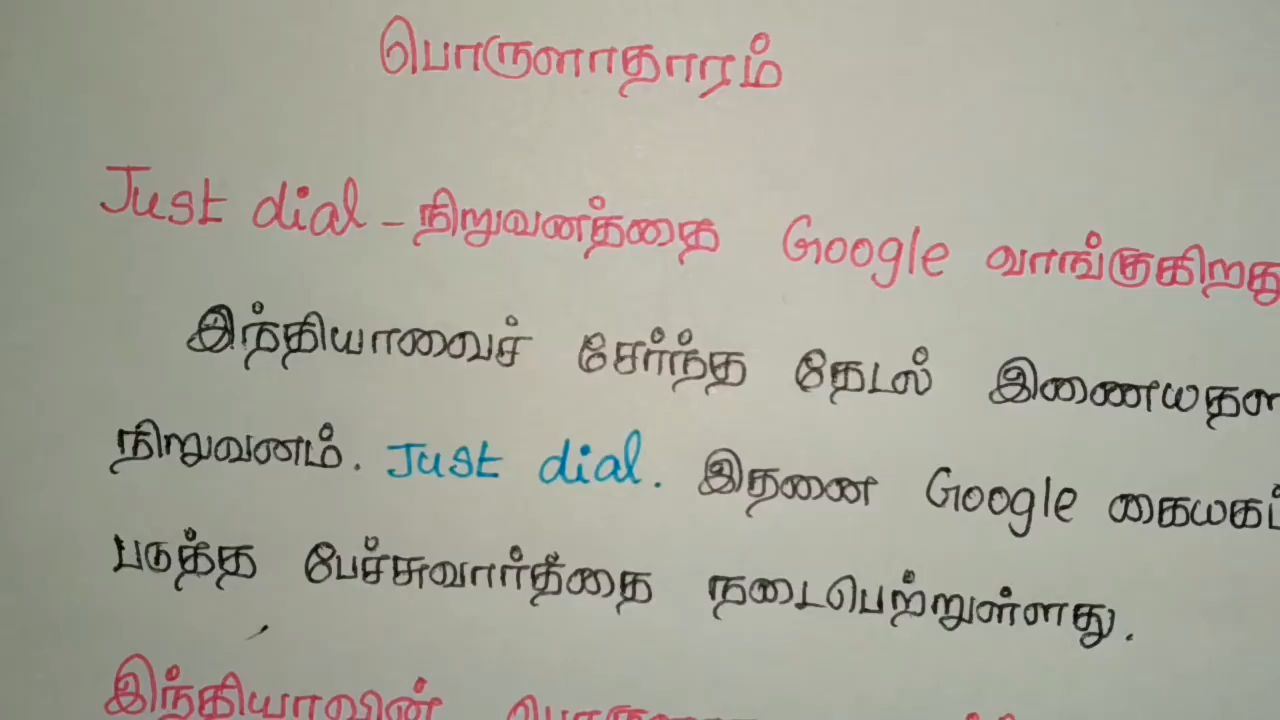 பொருளாதாரம்
Just dial - நிறுவனத்தை Google வாங்குகிறது
இந்தியாவைச் சேர்ந்த தேடல் இணையதள
நிறுவனம். Just dial. இதனை Google கையகப்
படுத்த பேச்சுவார்த்தை நடைபெற்றுள்ளது.
இந்தியாவின்